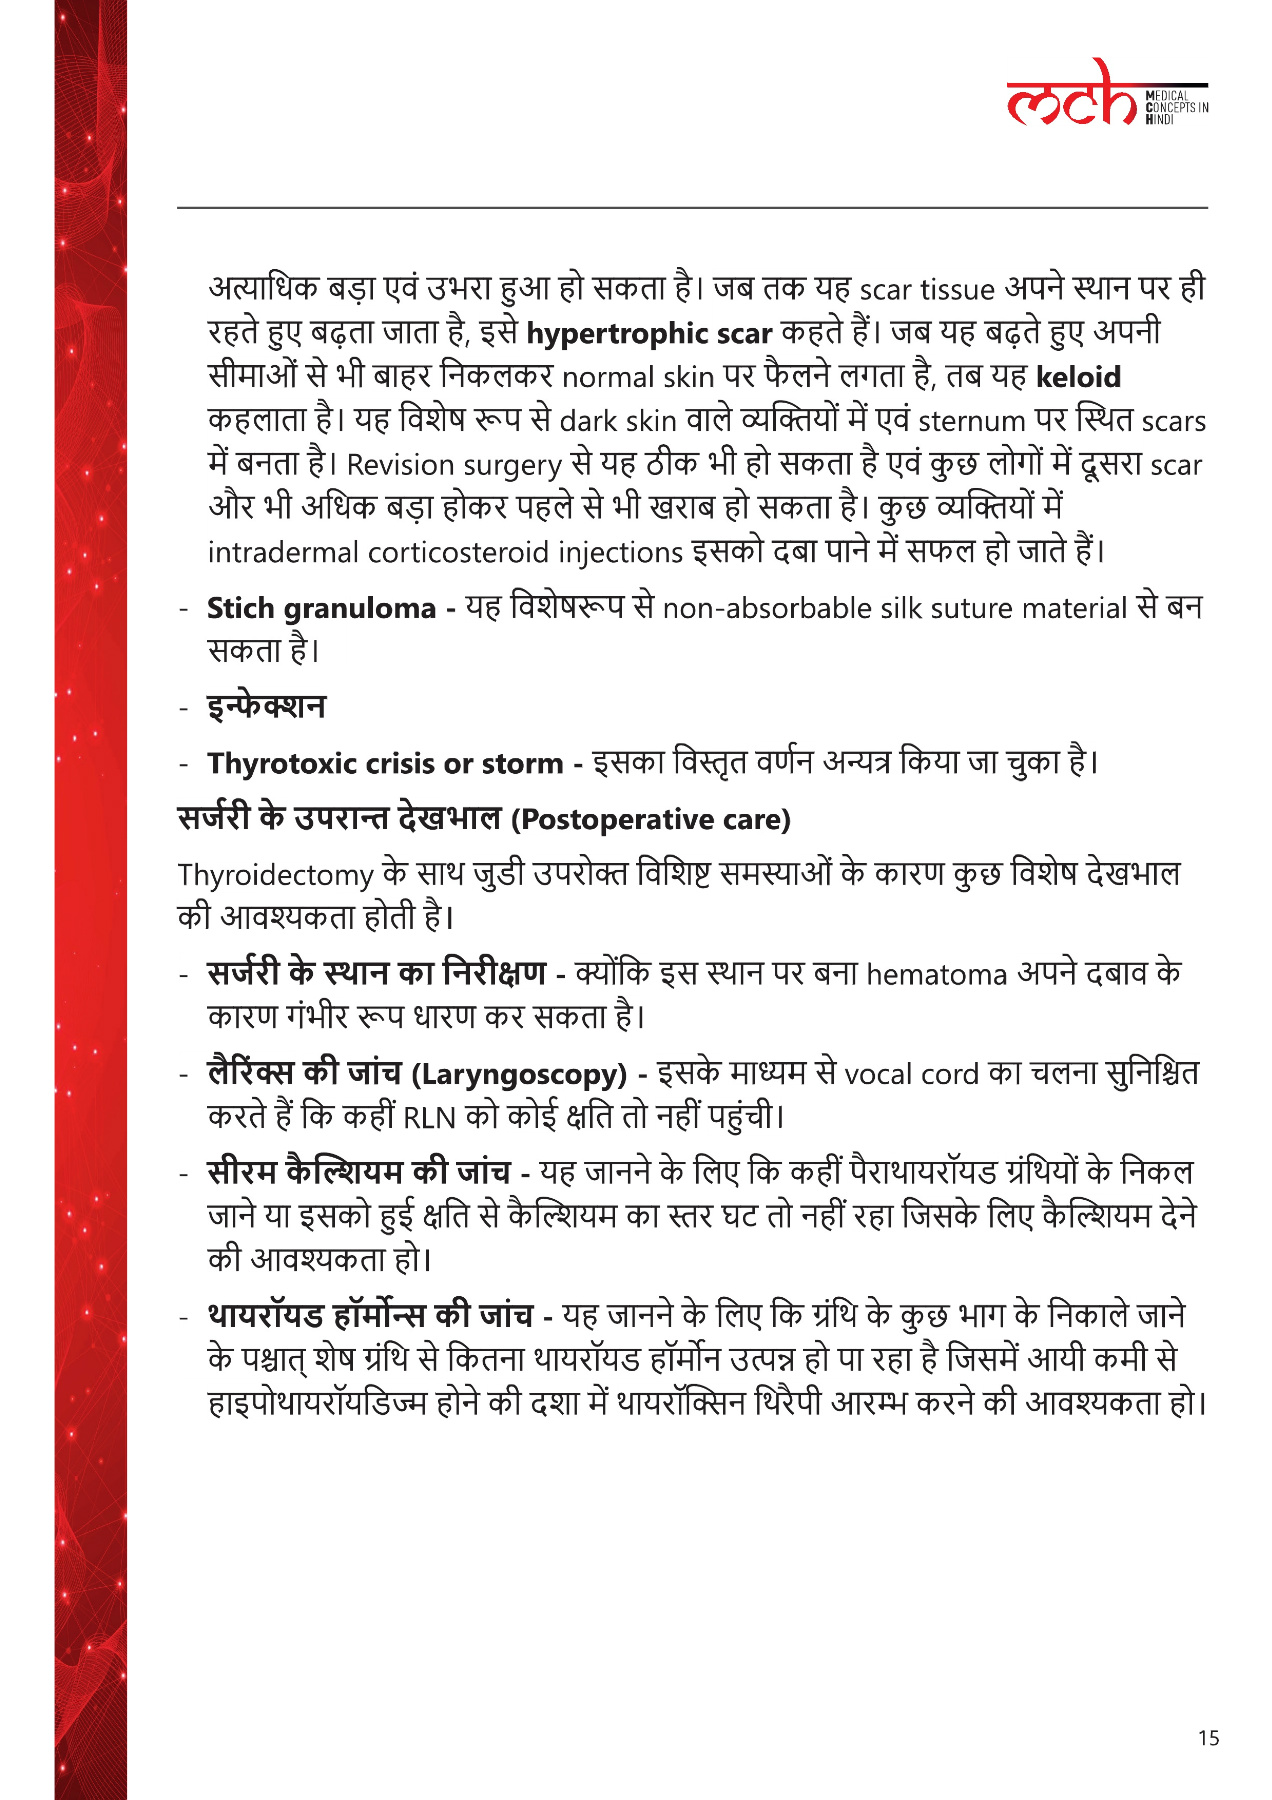 mch MEDICAL
CONCEPTS IN
HINDI
अत्याधिक बड़ा एवं उभरा हुआ हो सकता है। जब तक यह scar tissue अपने स्थान पर ही
रहते हुए बढ़ता जाता है, इसे hypertrophic scar कहते हैं। जब यह बढ़ते हुए अपनी
सीमाओं से भी बाहर निकलकर normal skin पर फैलने लगता है, तब यह keloid
कहलाता है। यह विशेष रूप से dark skin वाले व्यक्तियों में एवं sternum पर स्थित scars
में बनता है। Revision surgery से यह ठीक भी हो सकता है एवं कुछ लोगों में दूसरा scar
और भी अधिक बड़ा होकर पहले से भी खराब हो सकता है। कुछ व्यक्तियों में
intradermal corticosteroid injections इसको दबा पाने में सफल हो जाते हैं।
- Stich granuloma - यह विशेषरूप से non-absorbable silk suture material से बन
सकता है।
- इन्फेक्शन
- Thyrotoxic crisis or storm - इसका विस्तृत वर्णन अन्यत्र किया जा चुका है।
सर्जरी के उपरान्त देखभाल (Postoperative care)
Thyroidectomy के साथ जुडी उपरोक्त विशिष्ट समस्याओं के कारण कुछ विशेष देखभाल
की आवश्यकता होती है।
- सर्जरी के स्थान का निरीक्षण - क्योंकि इस स्थान पर बना hematoma अपने दबाव के
कारण गंभीर रूप धारण कर सकता है।
- लैरिंक्स की जांच (Laryngoscopy) - इसके माध्यम से vocal cord का चलना सुनिश्चित
करते हैं कि कहीं RLN को कोई क्षति तो नहीं पहुंची।
- सीरम कैल्शियम की जांच - यह जानने के लिए कि कहीं पैराथायरॉयड ग्रंथियों के निकल
जाने या इसको हुई क्षति से कैल्शियम का स्तर घट तो नहीं रहा जिसके लिए कैल्शियम देने
की आवश्यकता हो।
- थायरॉयड हॉर्मोन्स की जांच - यह जानने के लिए कि ग्रंथि के कुछ भाग के निकाले जाने
के पश्चात् शेष ग्रंथि से कितना थायरॉयड हॉर्मोन उत्पन्न हो पा रहा है जिसमें आयी कमी से
हाइपोथायरॉयडिज्म होने की दशा में थायरॉक्सिन थिरैपी आरम्भ करने की आवश्यकता हो।
15